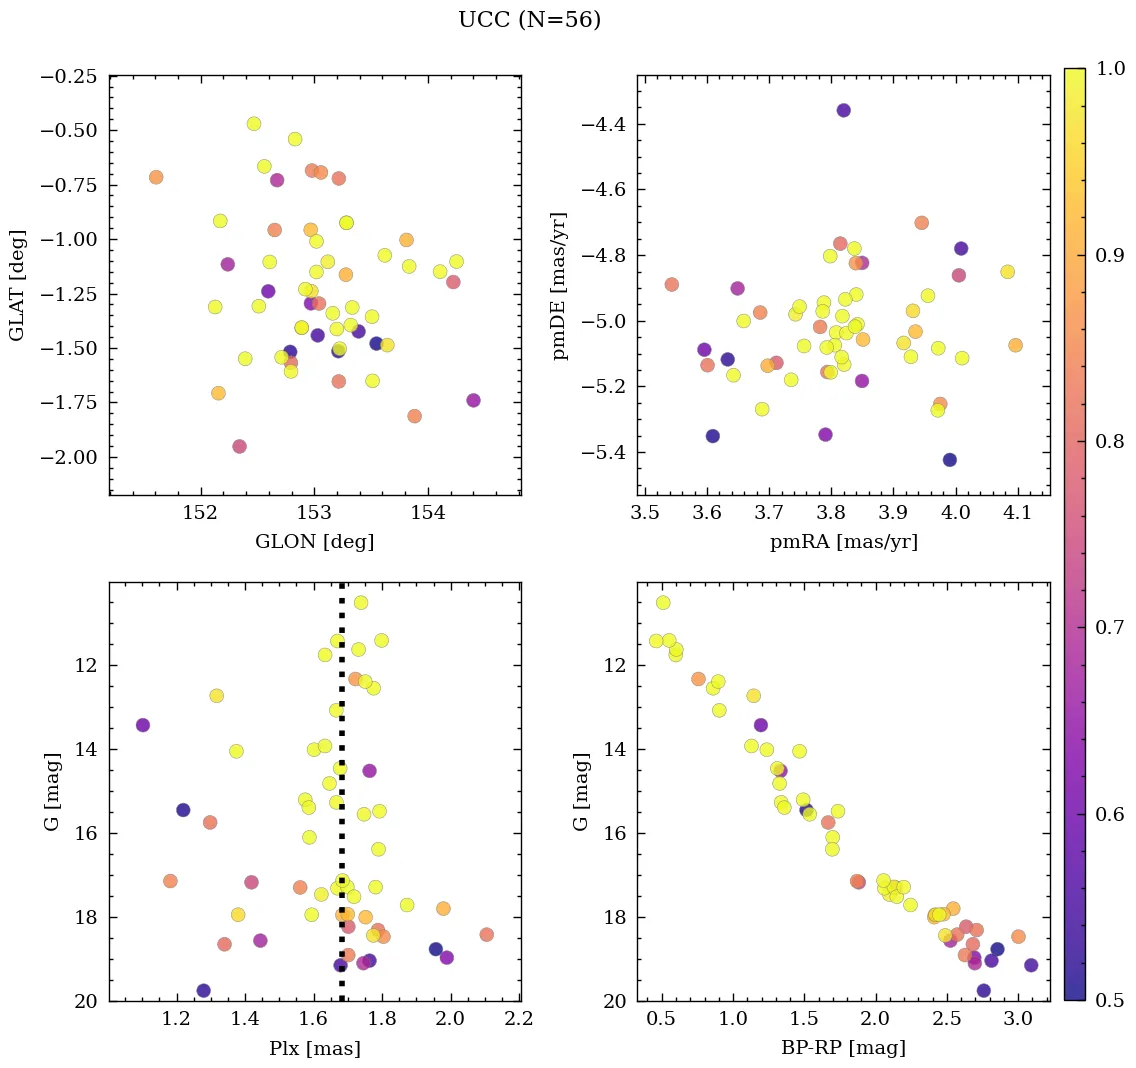 UCC (N=56)
−0.25
−0.50
−0.75
−1.00
−1.25
−1.50
−1.75
−2.00
GLAT [deg]
152 153 154
GLON [deg]
−4.4
−4.6
−4.8
−5.0
−5.2
−5.4
pmDE [mas/yr]
3.5 3.6 3.7 3.8 3.9 4.0 4.1
pmRA [mas/yr]
12
14
16
18
20
G [mag]
1.2 1.4 1.6 1.8 2.0 2.2
Plx [mas]
12
14
16
18
20
G [mag]
0.5 1.0 1.5 2.0 2.5 3.0
BP-RP [mag]
1.0
0.9
0.8
0.7
0.6
0.5